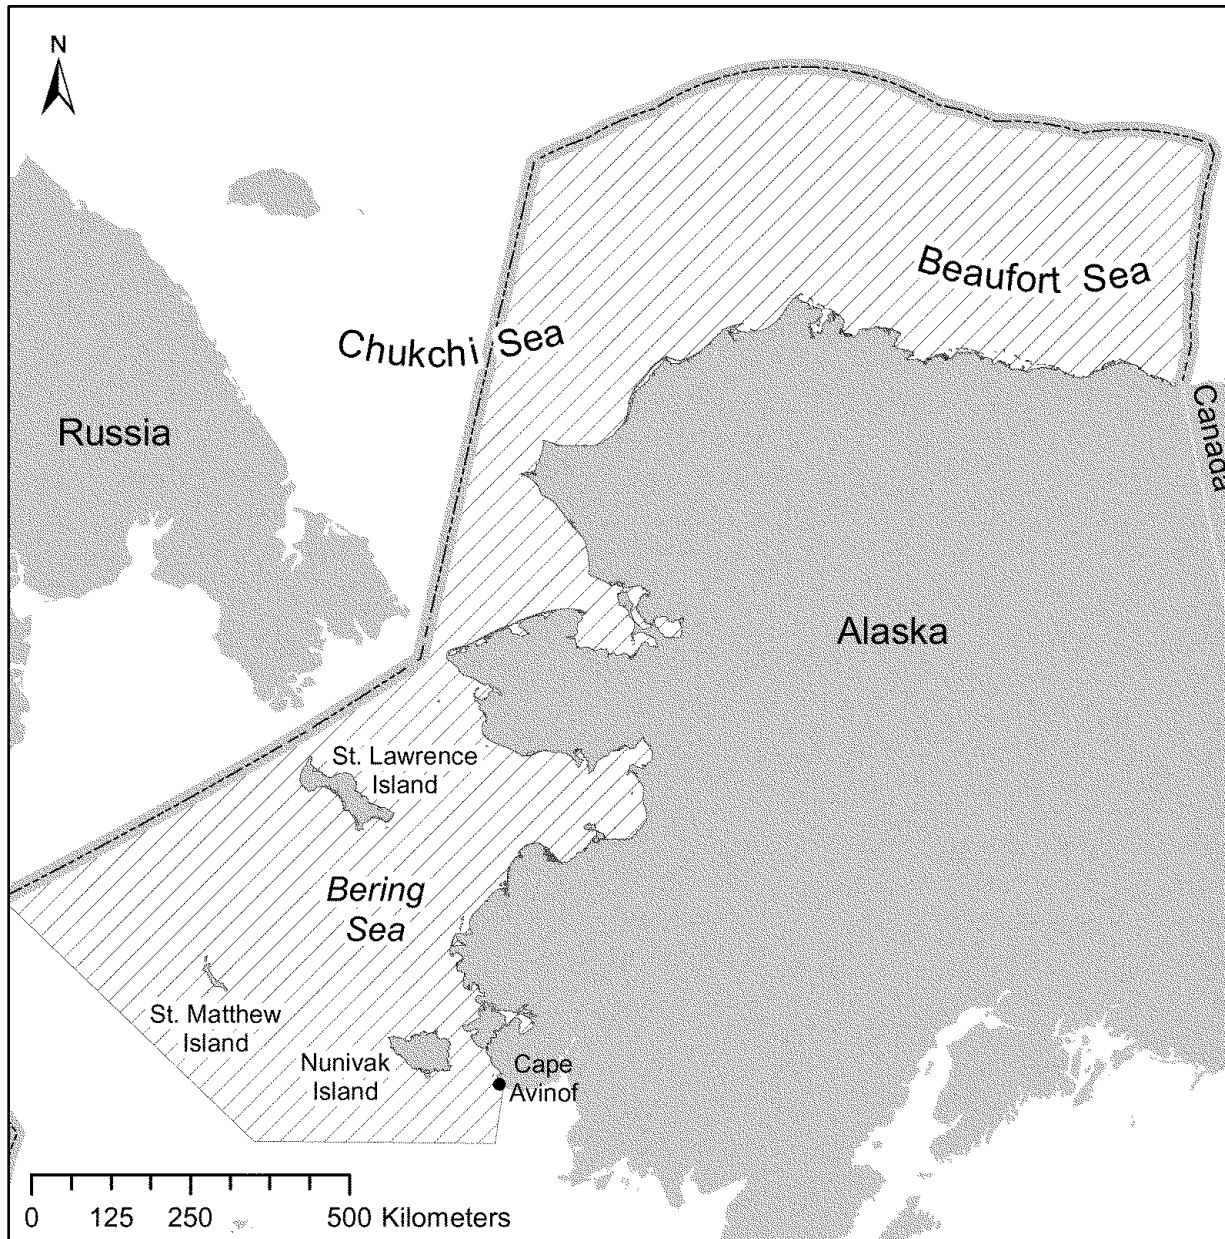 N
Beaufort Sea
Chukchi Sea
Russia
Canada
Alaska
St. Lawrence
Island
Bering
Sea
St. Matthew
Island
Nunivak
Island
Cape
Avinof
0 125 250 500 Kilometers